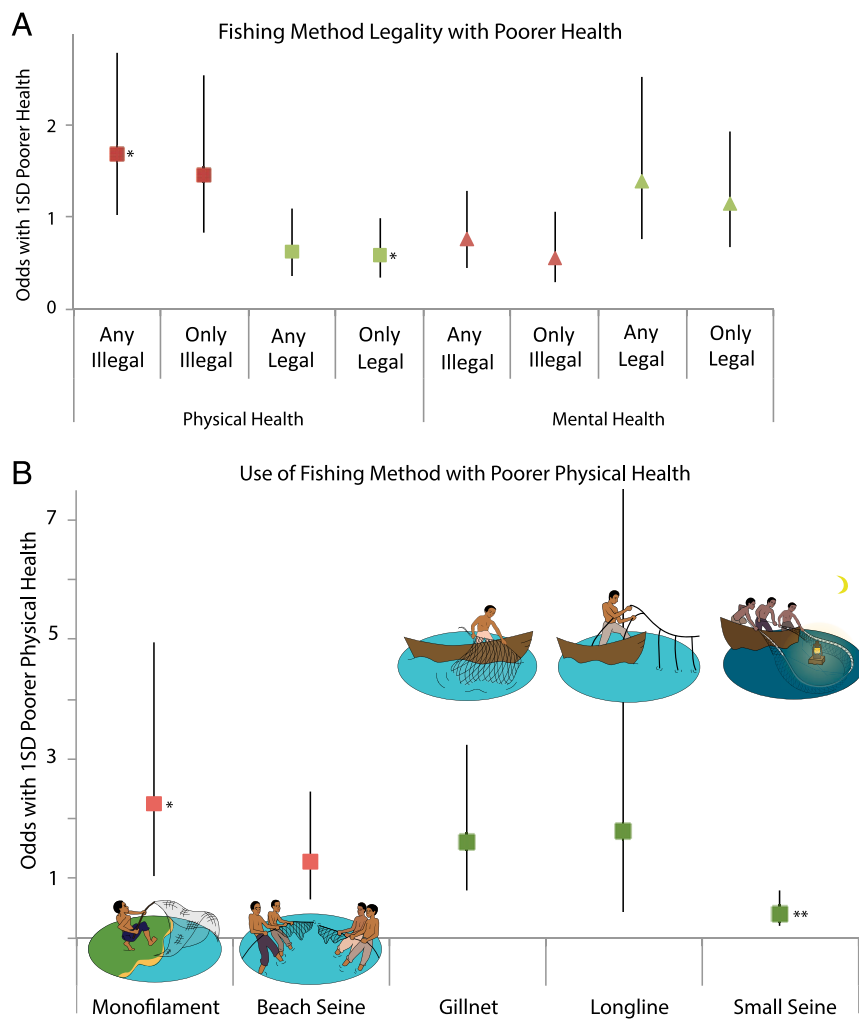 A
Fishing Method Legality with Poorer Health
Odds with 1SD Poorer Health
2
1
0
*
*
Any Illegal
Only Illegal
Any Legal
Only Legal
Any Illegal
Only Illegal
Any Legal
Only Legal
Physical Health
Mental Health
B
Use of Fishing Method with Poorer Physical Health
Odds with 1SD Poorer Physical Health
7
5
3
1
*
**
Monofilament
Beach Seine
Gillnet
Longline
Small Seine